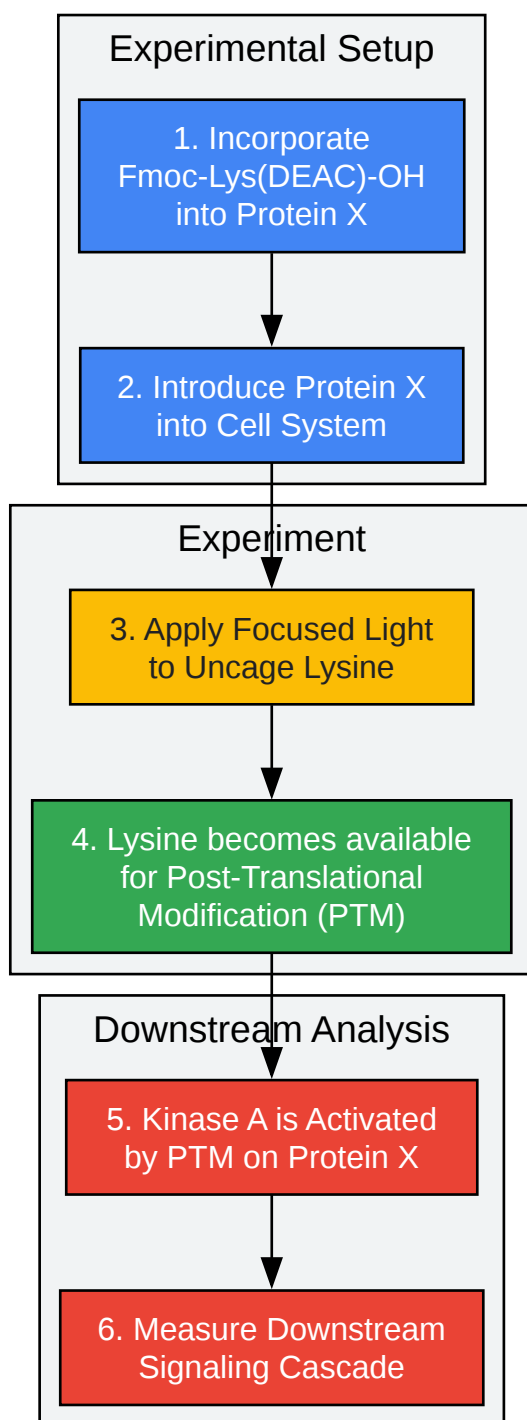 Experimental Setup
1. Incorporate
Fmoc-Lys(DEAC)-OH
into Protein X
2. Introduce Protein X
into Cell System
Experiment
3. Apply Focused Light
to Uncage Lysine
4. Lysine becomes available
for Post-Translational
Modification (PTM)
Downstream Analysis
5. Kinase A is Activated
by PTM on Protein X
6. Measure Downstream
Signaling Cascade